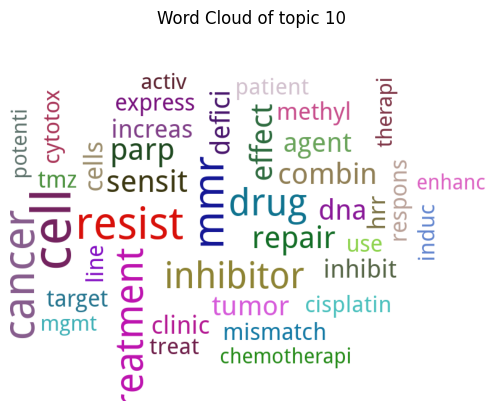 Word Cloud of topic 10
activ
patient
express
potenti
cytotox
defici
methyl
therapi
increas
effect
agent
parp
cells
combin
respons
tmz
sensit
enhanc
mmr
drug
dna
hrr
induc
cell
resist
cancer
repair
use
line
inhibitor
inhibit
treatment
target
tumor
cisplatin
mgmt
clinic
mismatch
treat
chemotherapi